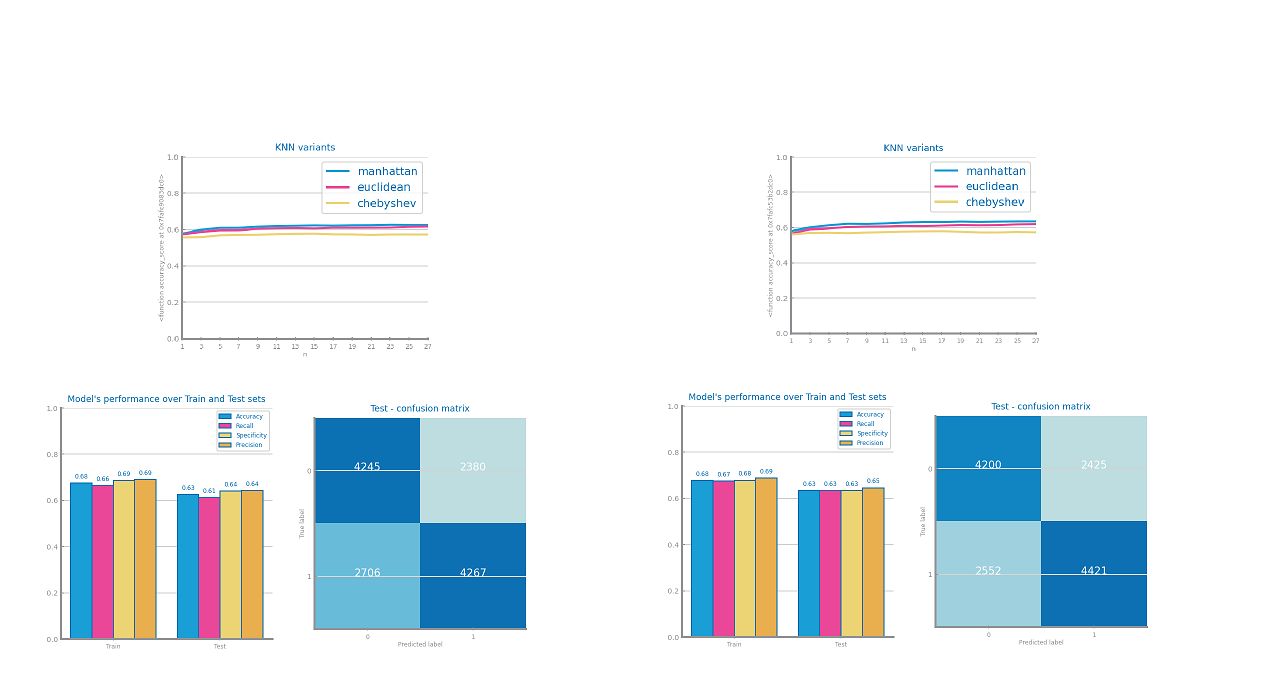 KNN variants
1.0
0.8
0.6
0.4
0.2
0.0
manhattan
euclidean
chebyshev
1 3 5 7 9 11 13 15 17 19 21 23 25 27
n
KNN variants
1.0
0.8
0.6
0.4
0.2
0.0
manhattan
euclidean
chebyshev
1 3 5 7 9 11 13 15 17 19 21 23 25 27
n
Model's performance over Train and Test sets
1.0
0.8
0.6
0.4
0.2
0.0
Accuracy
Recall
Specificity
Precision
0.68 0.66 0.69 0.69 0.63 0.61 0.64 0.64
Train Test
Test - confusion matrix
True label
0
1
4245 2380
2706 4267
0 1
Predicted label
Model's performance over Train and Test sets
1.0
0.8
0.6
0.4
0.2
0.0
Accuracy
Recall
Specificity
Precision
0.68 0.67 0.68 0.69 0.63 0.63 0.63 0.65
Train Test
Test - confusion matrix
True label
0
1
4200 2425
2552 4421
0 1
Predicted label